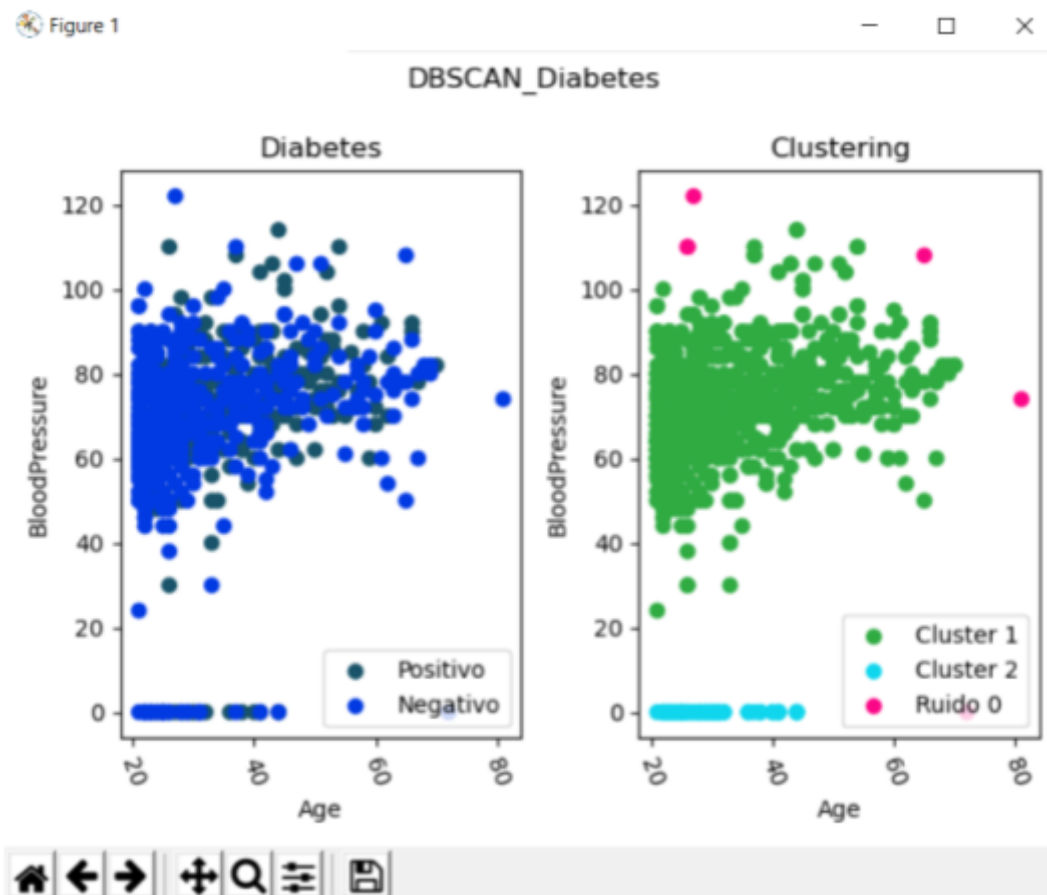 Figure 1
DBSCAN_Diabetes
Diabetes
120
100
80
60
40
20
0
BloodPressure
20
40
60
80
Age
Positivo
Negativo
Clustering
120
100
80
60
40
20
0
BloodPressure
20
40
60
80
Age
Cluster 1
Cluster 2
Ruido 0